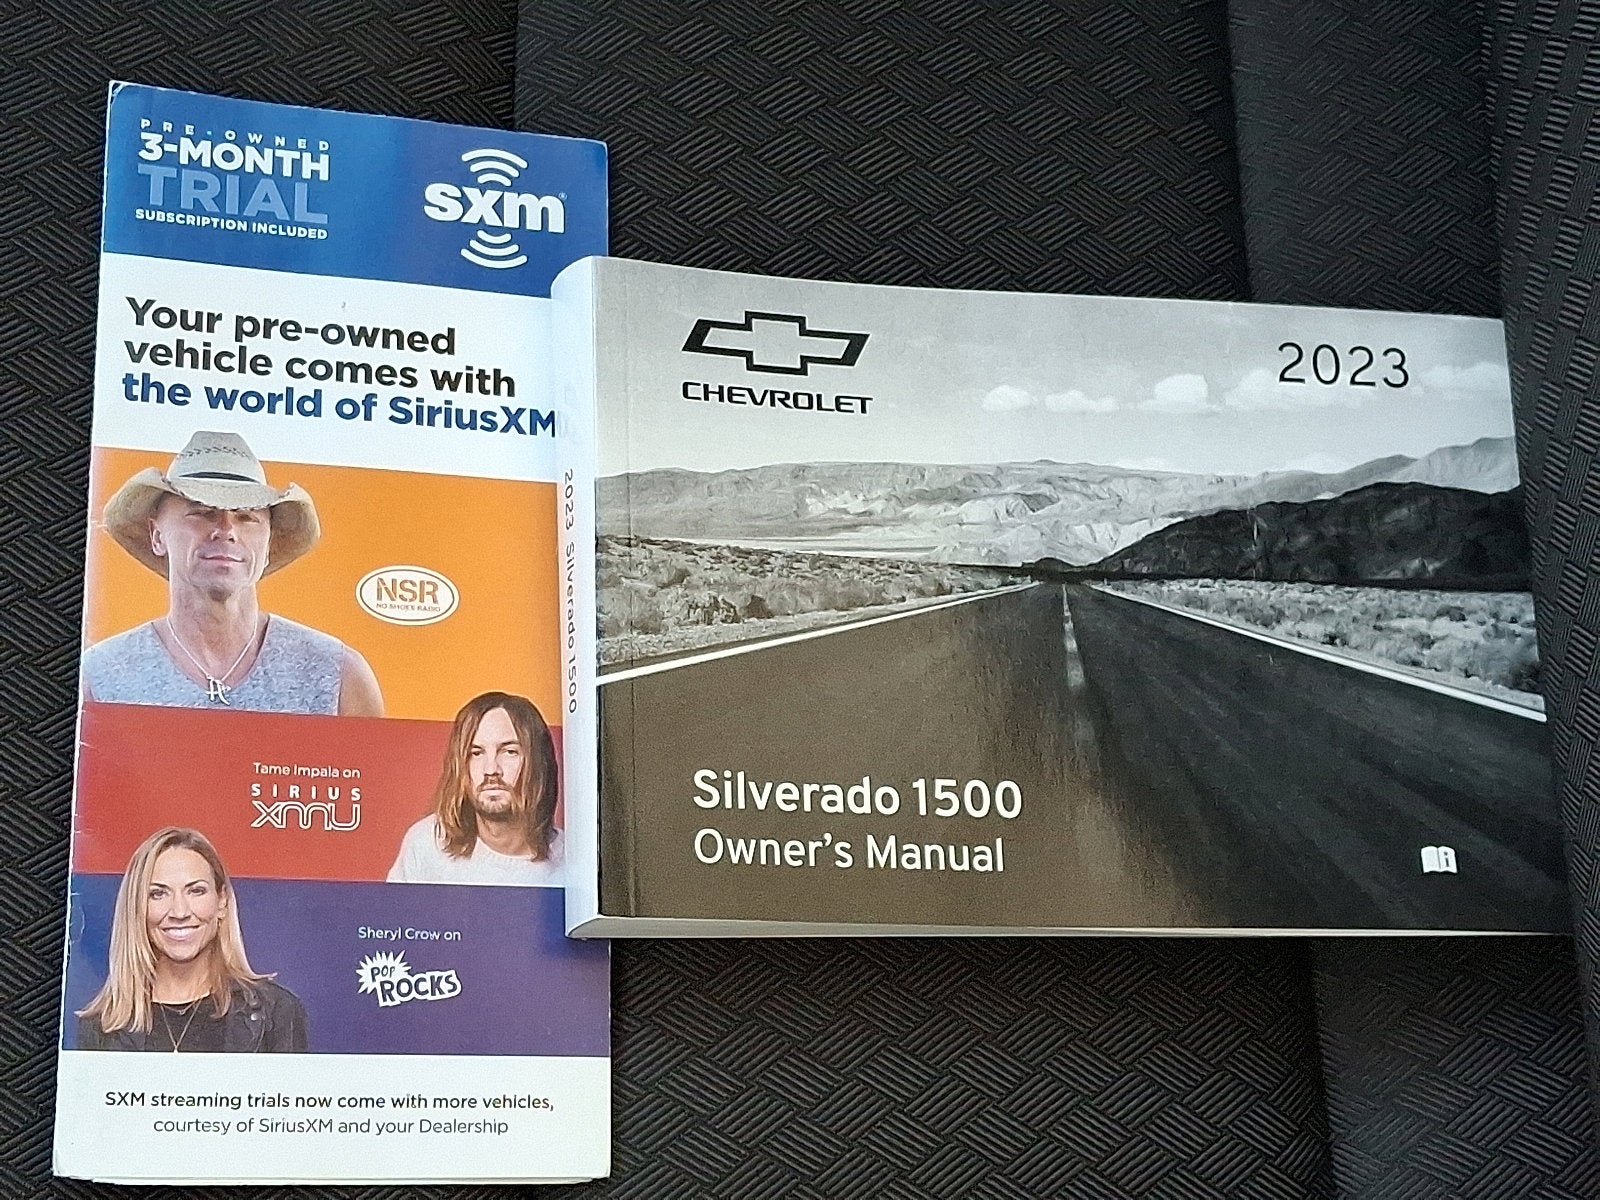 PRE-OWNED
3-MONTH
TRIAL
SUBSCRIPTION INCLUDED
sxm®
Your pre-owned
vehicle comes with
the world of SiriusXM
NSR
NO SHOES RADIO
Tame Impala on
SIRIUS
xmu
Sheryl Crow on
POP
ROCKS
SXM streaming trials now come with more vehicles,
courtesy of SiriusXM and your Dealership
2023 Silverado 1500
CHEVROLET
2023
Silverado 1500
Owner's Manual
i